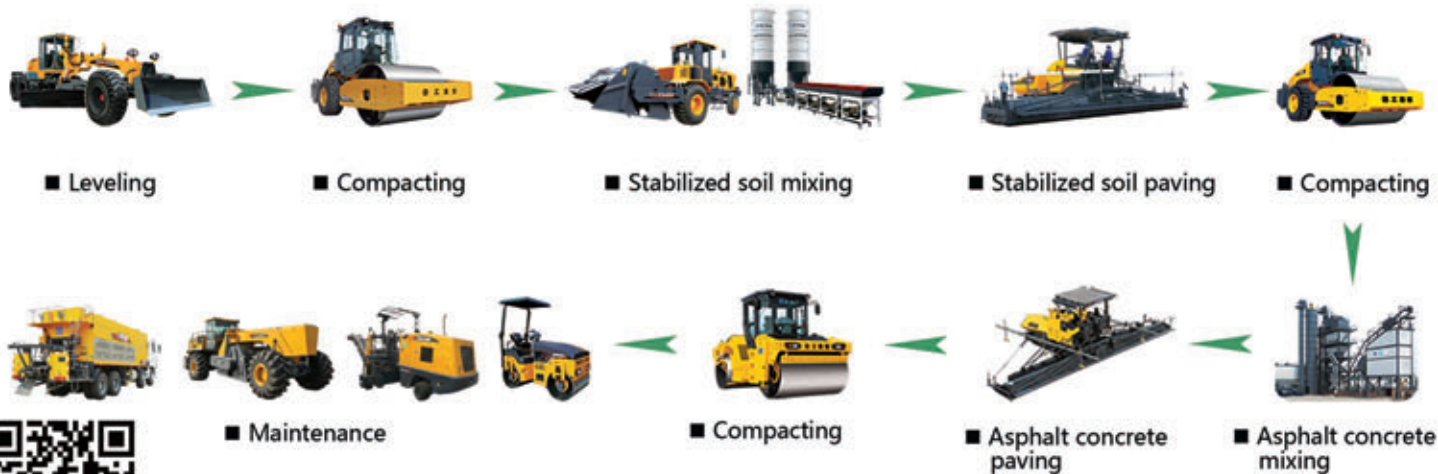 ■ Leveling
■ Compacting
■ Stabilized soil mixing
■ Stabilized soil paving
■ Compacting
■ Maintenance
■ Compacting
■ Asphalt concrete
paving
■ Asphalt concrete
mixing